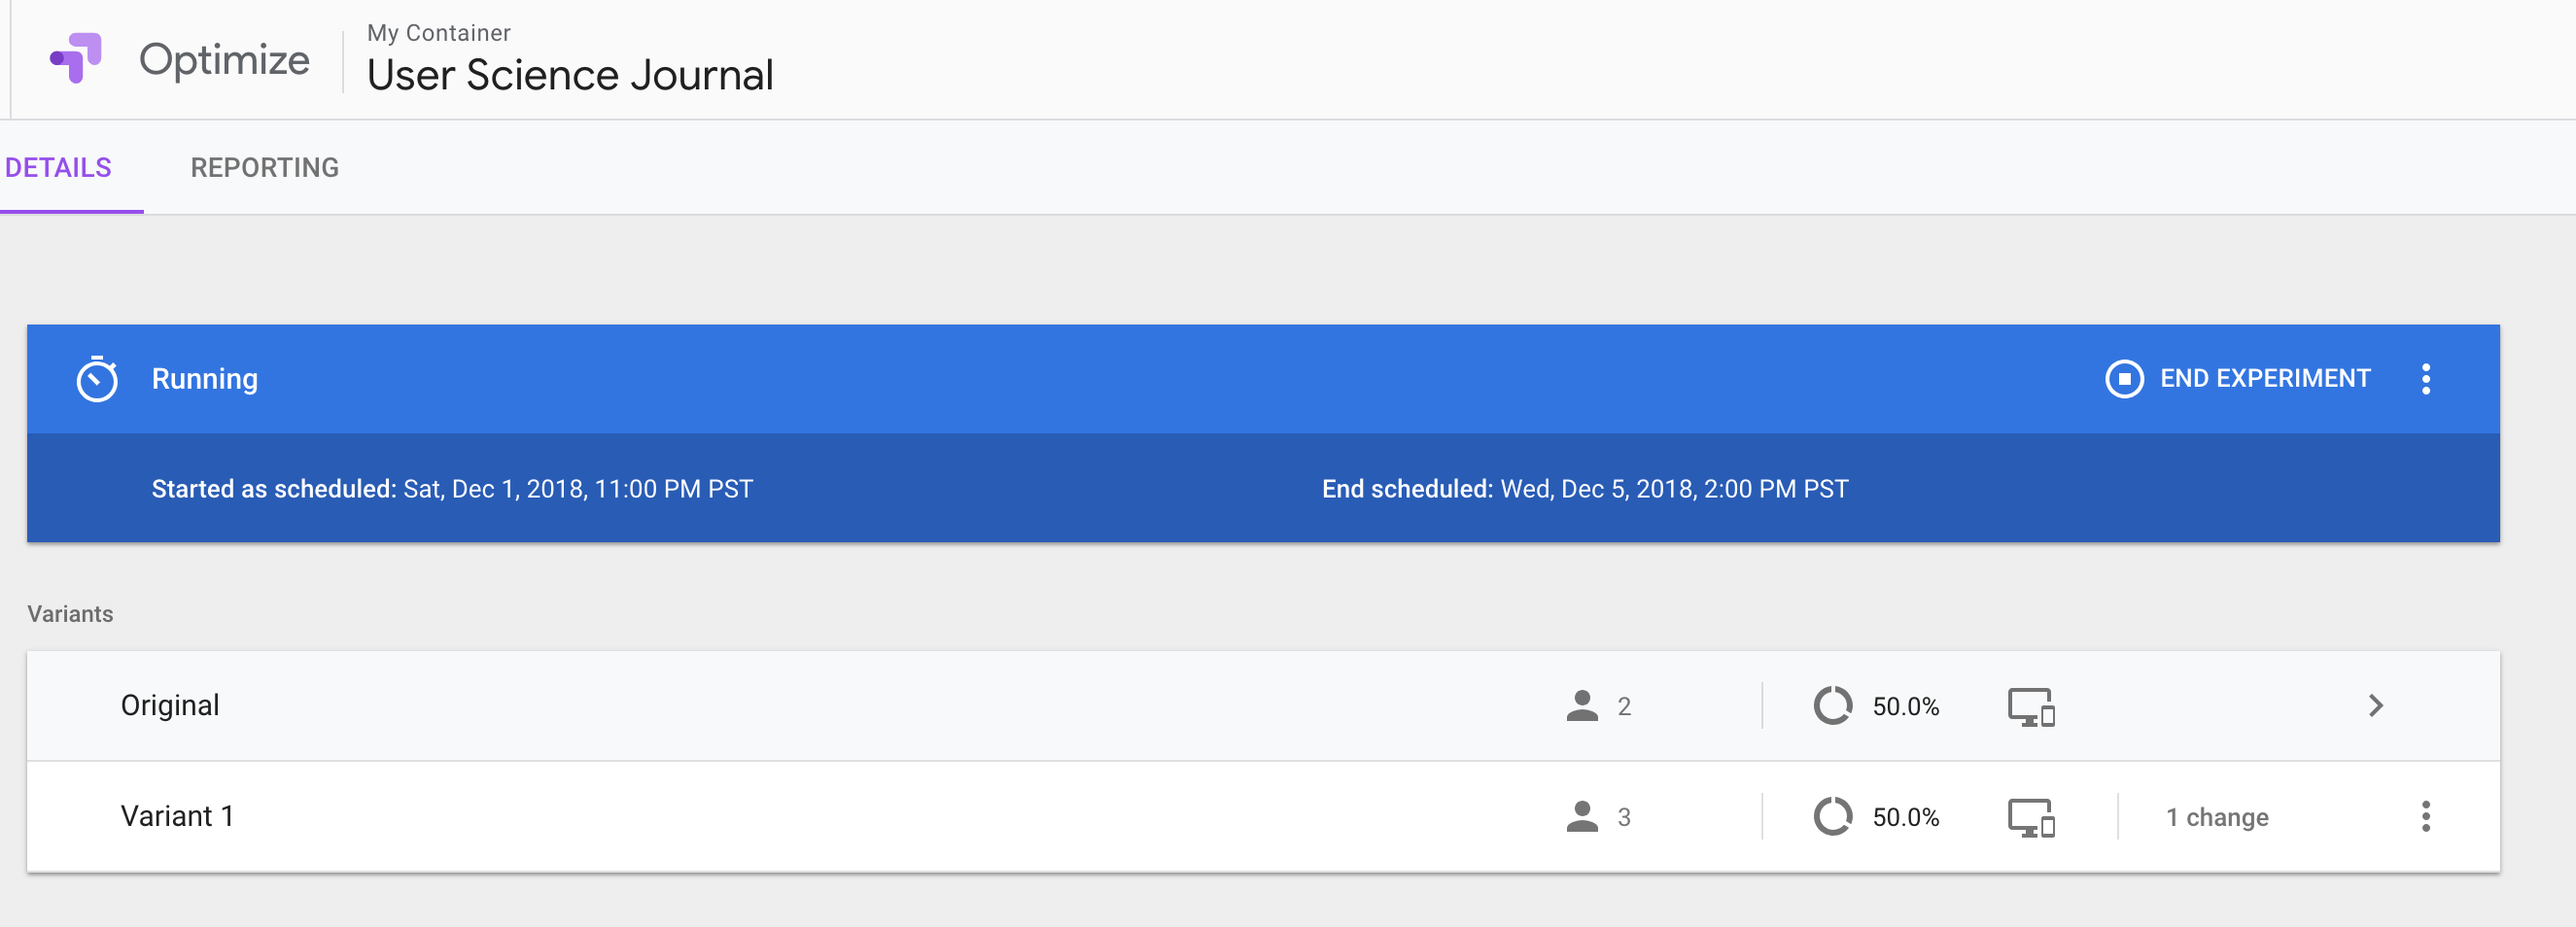 Optimize
My Container
User Science Journal
DETAILS
REPORTING
Running
END EXPERIMENT
Started as scheduled: Sat, Dec 1, 2018, 11:00 PM PST
End scheduled: Wed, Dec 5, 2018, 2:00 PM PST
Variants
Original
2
50.0%
Variant 1
3
50.0%
1 change